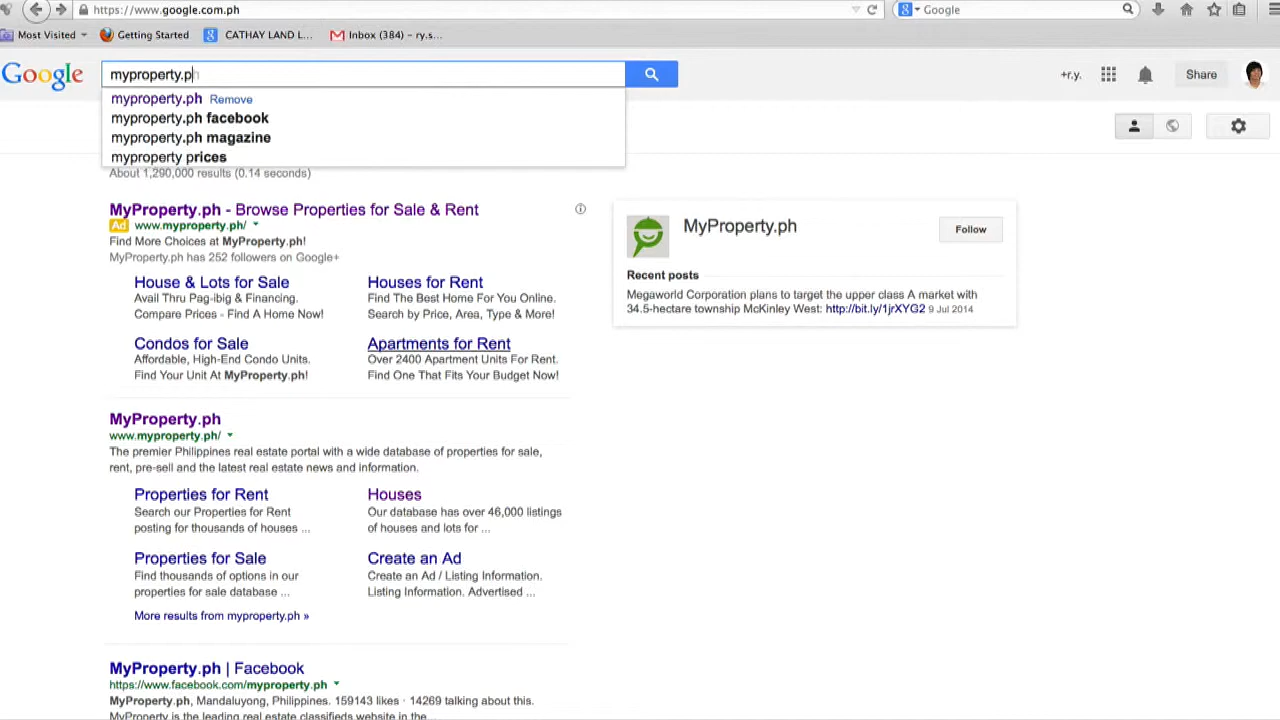 https://www.google.com.ph
Google
Most Visited
Getting Started
CATHAY LAND L...
Inbox (384) - ry.s...
Google
myproperty.ph
+r.y.
Share
myproperty.ph Remove
myproperty.ph facebook
myproperty.ph magazine
myproperty prices
About 1,290,000 results (0.14 seconds)
MyProperty.ph - Browse Properties for Sale & Rent
Ad www.myproperty.ph/
Find More Choices at MyProperty.ph!
MyProperty.ph has 252 followers on Google+
House & Lots for Sale
Avail Thru Pag-ibig & Financing.
Compare Prices - Find A Home Now!
Houses for Rent
Find The Best Home For You Online.
Search by Price, Area, Type & More!
Condos for Sale
Affordable, High-End Condo Units.
Find Your Unit At MyProperty.ph!
Apartments for Rent
Over 2400 Apartment Units For Rent.
Find One That Fits Your Budget Now!
MyProperty.ph
Follow
Recent posts
Megaworld Corporation plans to target the upper class A market with
34.5-hectare township McKinley West: http://bit.ly/1jrXYG2 9 Jul 2014
MyProperty.ph
www.myproperty.ph/
The premier Philippines real estate portal with a wide database of properties for sale,
rent, pre-sell and the latest real estate news and information.
Properties for Rent
Search our Properties for Rent
posting for thousands of houses ...
Houses
Our database has over 46,000 listings
of houses and lots for ...
Properties for Sale
Find thousands of options in our
properties for sale database ...
Create an Ad
Create an Ad / Listing Information.
Listing Information. Advertised ...
More results from myproperty.ph »
MyProperty.ph | Facebook
https://www.facebook.com/myproperty.ph
MyProperty.ph, Mandaluyong, Philippines. 159143 likes · 14269 talking about this.
MyProperty is the leading real estate classifieds website in the...